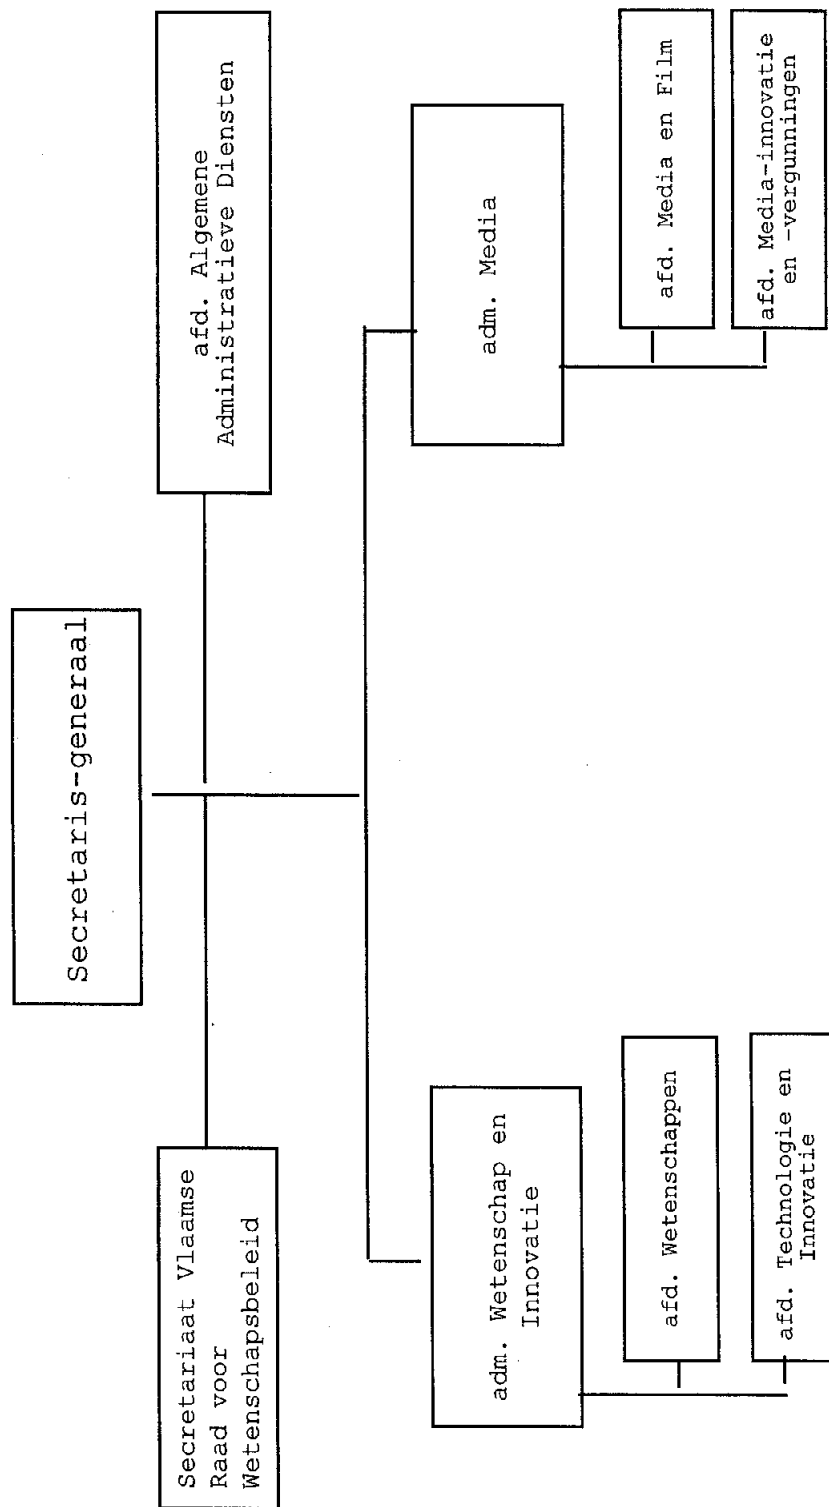 Secretaris-generaal
Secretariaat Vlaamse
Raad voor
Wetenschapsbeleid
afd. Algemene
Administratieve Diensten
adm. Wetenschap en
Innovatie
adm. Media
afd. Wetenschappen
afd. Technologie en
Innovatie
afd. Media en Film
afd. Media-innovatie
en -vergunningen